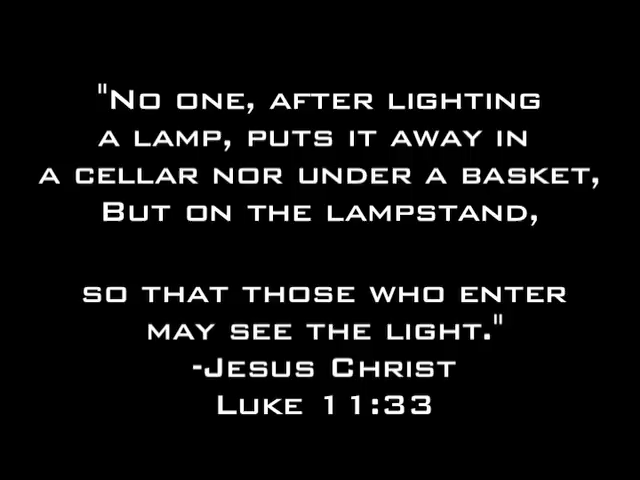 "No one, after lighting
a lamp, puts it away in
a cellar nor under a basket,
But on the lampstand,
so that those who enter
may see the light."
-Jesus Christ
Luke 11:33